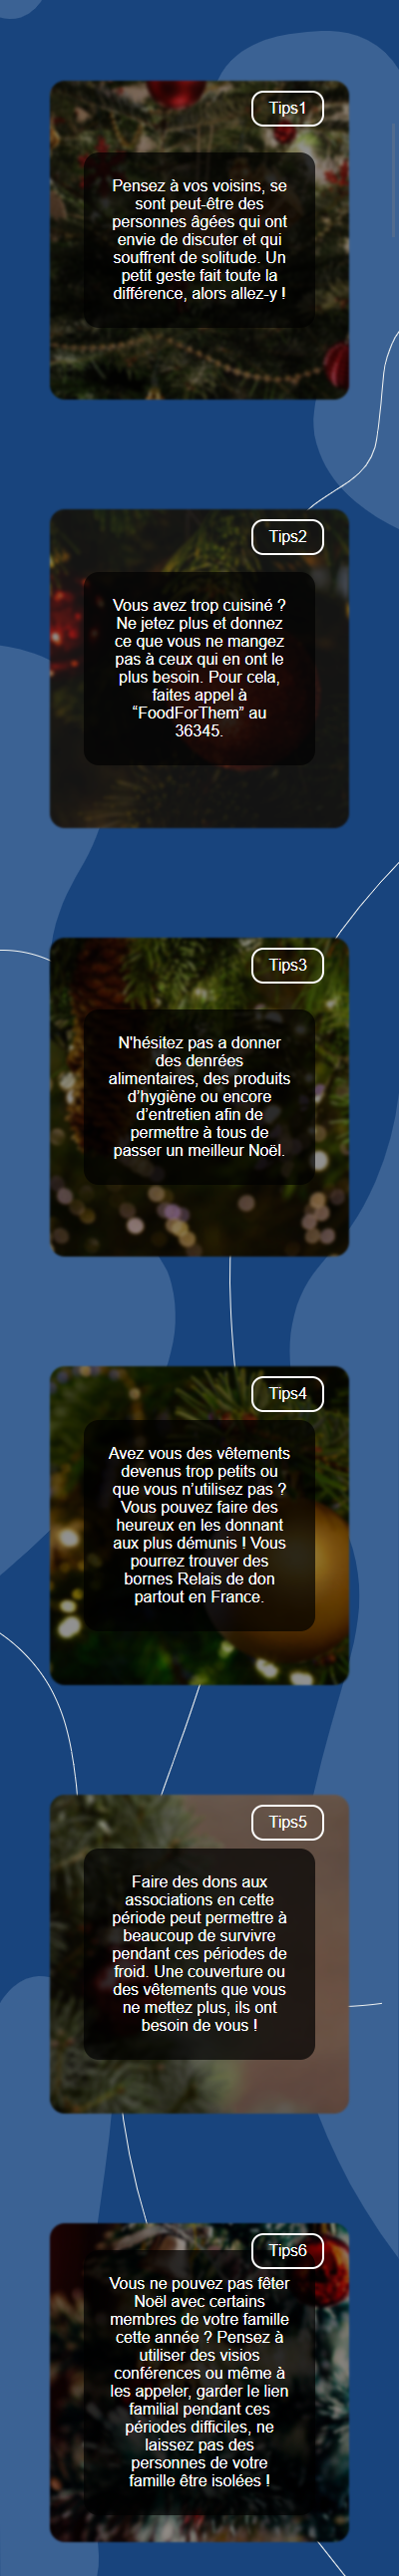 Tips1
Pensez à vos voisins, se
sont peut-être des
personnes âgées qui ont
envie de discuter et qui
souffrent de solitude. Un
petit geste fait toute la
différence, alors allez-y !
Tips2
Vous avez trop cuisiné ?
Ne jetez plus et donnez
ce que vous ne mangez
pas à ceux qui en ont le
plus besoin. Pour cela,
faites appel à
“FoodForThem” au
36345.
Tips3
N'hésitez pas a donner
des denrées
alimentaires, des produits
d’hygiène ou encore
d’entretien afin de
permettre à tous de
passer un meilleur Noël.
Tips4
Avez vous des vêtements
devenus trop petits ou
que vous n’utilisez pas ?
Vous pouvez faire des
heureux en les donnant
aux plus démunis ! Vous
pourrez trouver des
bornes Relais de don
partout en France.
Tips5
Faire des dons aux
associations en cette
période peut permettre à
beaucoup de survivre
pendant ces périodes de
froid. Une couverture ou
des vêtements que vous
ne mettez plus, ils ont
besoin de vous !
Tips6
Vous ne pouvez pas fêter
Noël avec certains
membres de votre famille
cette année ? Pensez à
utiliser des visios
conférences ou même à
les appeler, garder le lien
familial pendant ces
périodes difficiles, ne
laissez pas des
personnes de votre
famille être isolées !